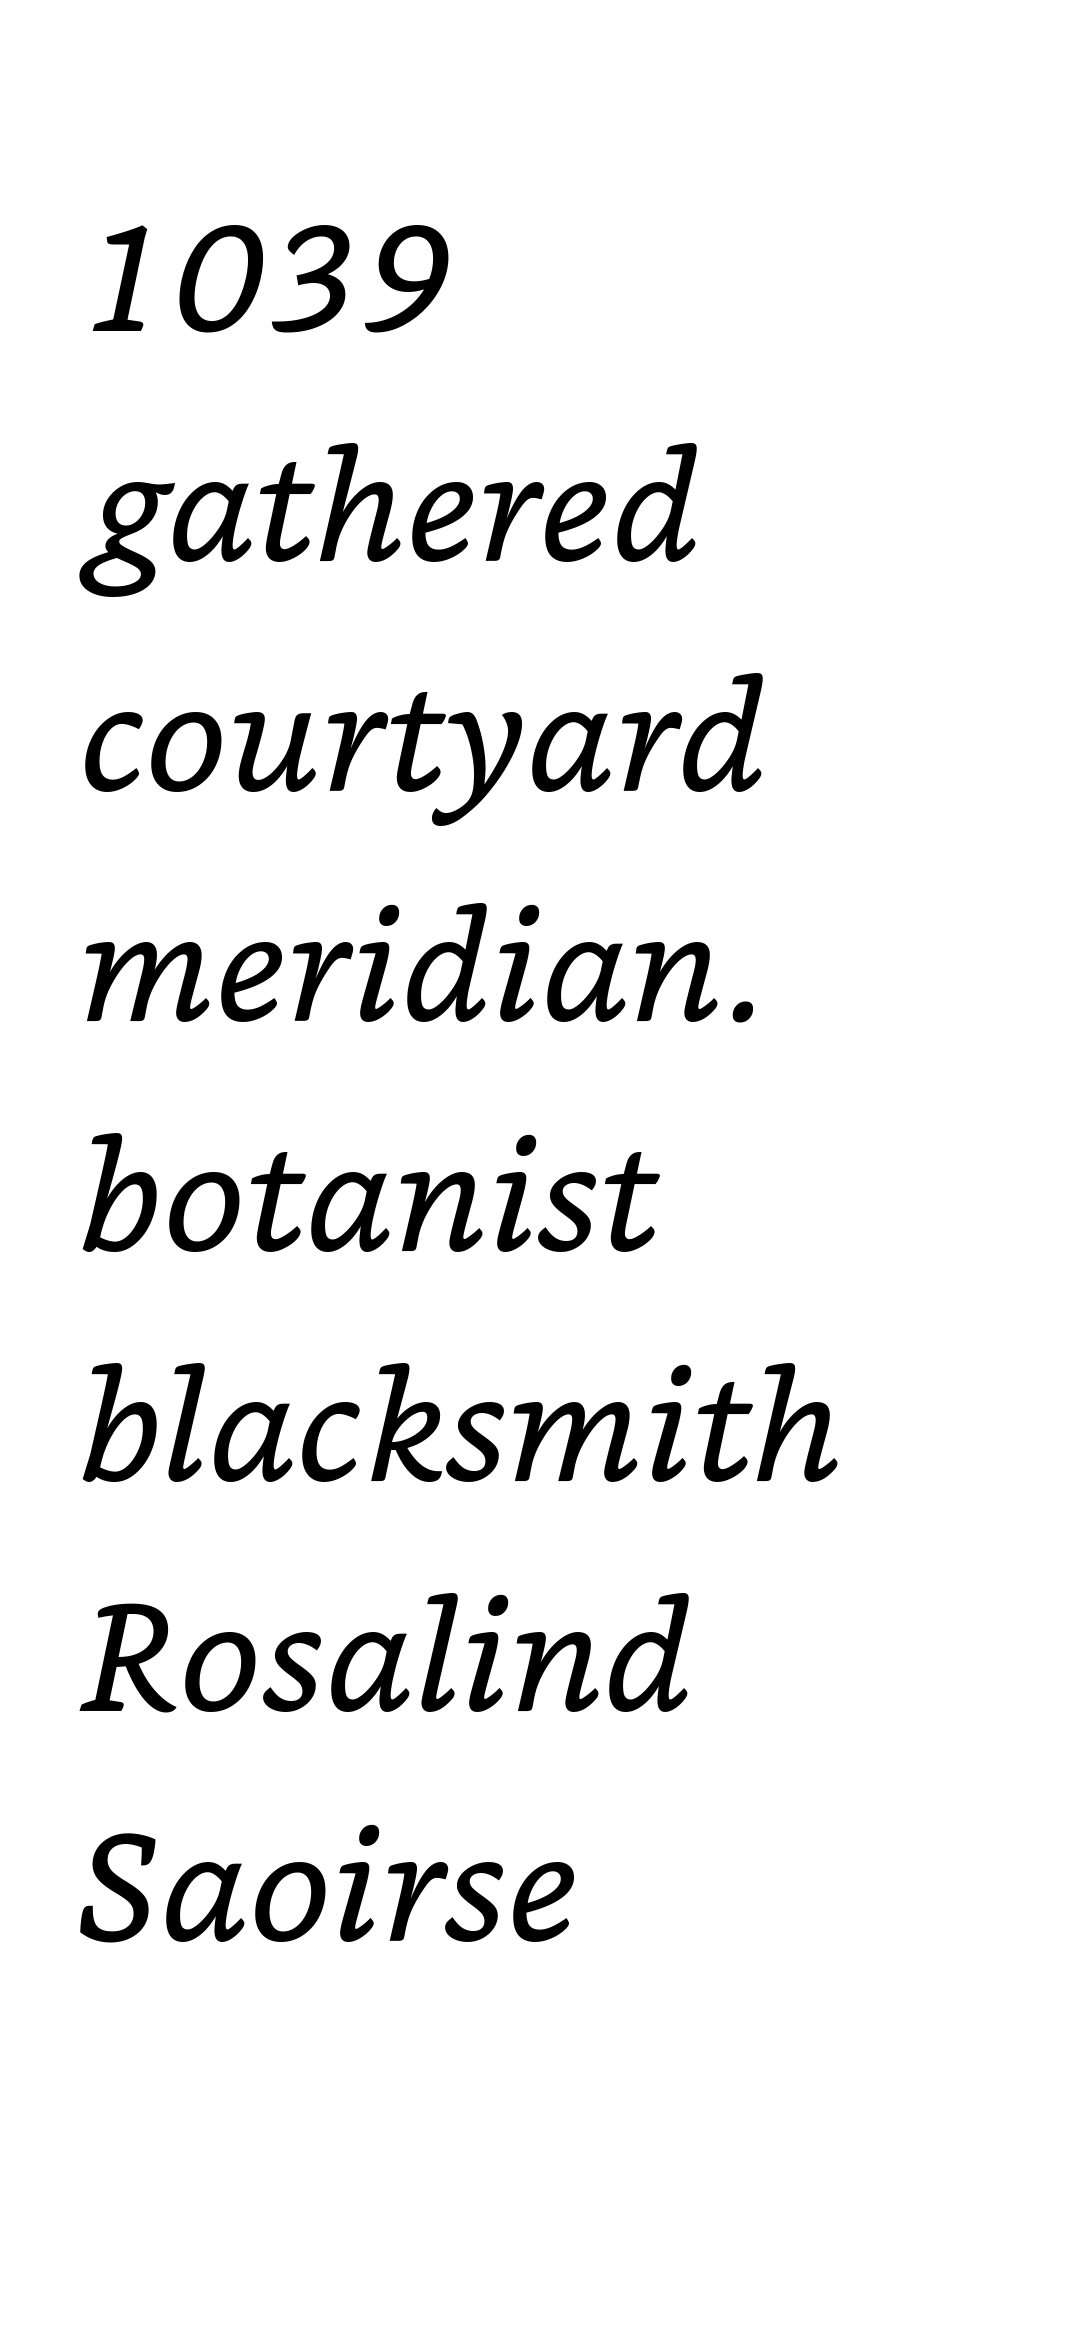 1039
gathered
courtyard
meridian.
botanist
blacksmith
Rosalind
Saoirse